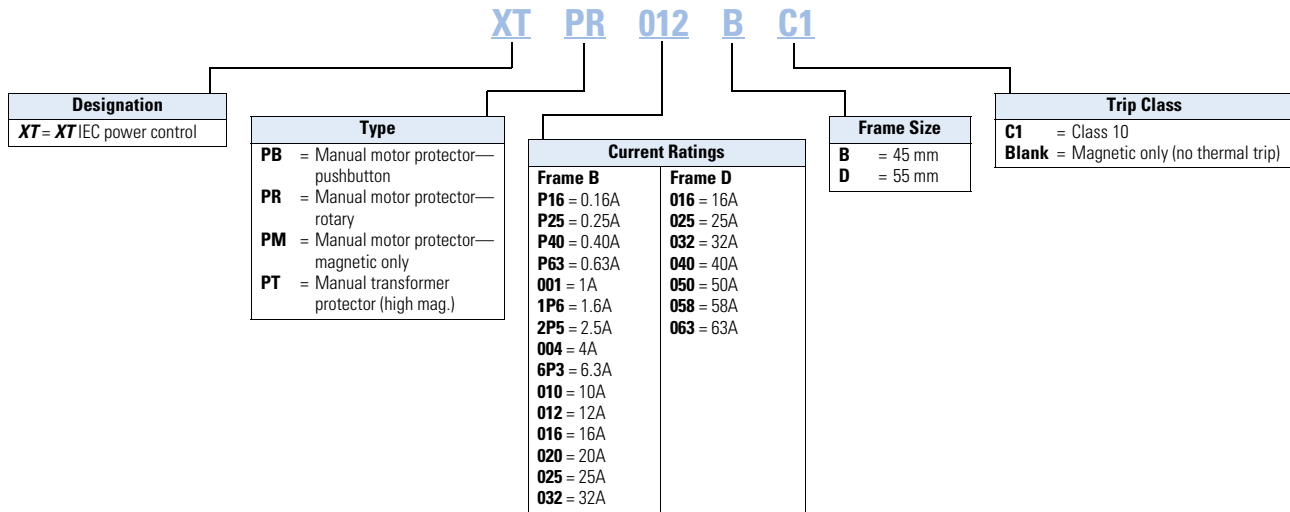 XT PR 012 B C1
Designation
XT = XT IEC power control
Type
PB = Manual motor protector—
pushbutton
PR = Manual motor protector—
rotary
PM = Manual motor protector—
magnetic only
PT = Manual transformer
protector (high mag.)
Current Ratings
Frame B
P16 = 0.16A
P25 = 0.25A
P40 = 0.40A
P63 = 0.63A
001 = 1A
1P6 = 1.6A
2P5 = 2.5A
004 = 4A
6P3 = 6.3A
010 = 10A
012 = 12A
016 = 16A
020 = 20A
025 = 25A
032 = 32A
Frame D
016 = 16A
025 = 25A
032 = 32A
040 = 40A
050 = 50A
058 = 58A
063 = 63A
Frame Size
B = 45 mm
D = 55 mm
Trip Class
C1 = Class 10
Blank = Magnetic only (no thermal trip)